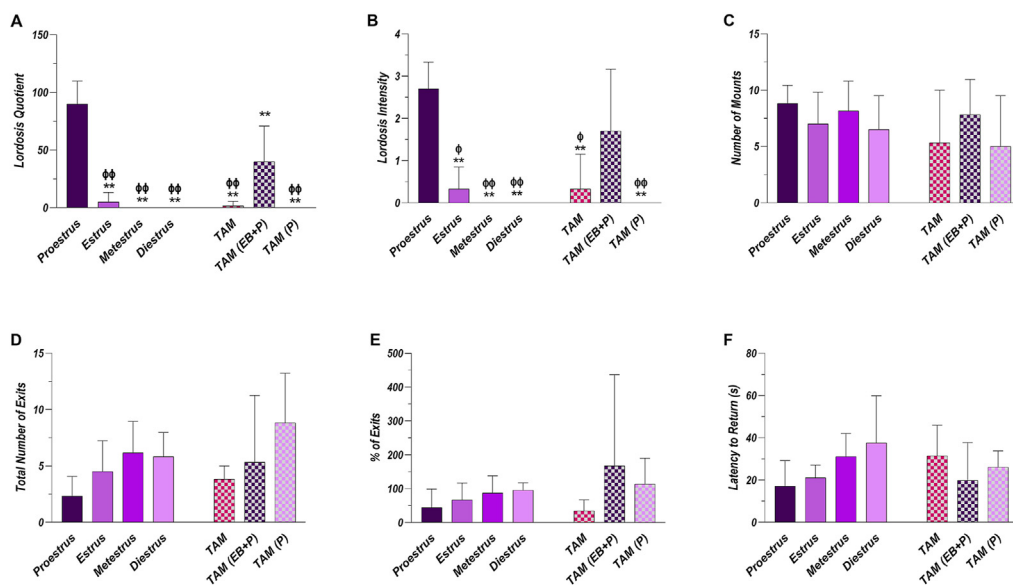 A
Lordosis Quotient
150
100
50
0
ϕϕ
**
ϕϕ
**
ϕϕ
**
ϕϕ
**
**
ϕϕ
**
Proestrus
Estrus
Metestrus
Diestrus
TAM
TAM (EB+P)
TAM (P)
B
Lordosis Intensity
4
3
2
1
0
ϕ
**
ϕϕ
**
ϕϕ
**
ϕ
**
ϕϕ
**
Proestrus
Estrus
Metestrus
Diestrus
TAM
TAM (EB+P)
TAM (P)
C
Number of Mounts
15
10
5
0
Proestrus
Estrus
Metestrus
Diestrus
TAM
TAM (EB+P)
TAM (P)
D
Total Number of Exits
15
10
5
0
Proestrus
Estrus
Metestrus
Diestrus
TAM
TAM (EB+P)
TAM (P)
E
% of Exits
500
400
300
200
100
0
Proestrus
Estrus
Metestrus
Diestrus
TAM
TAM (EB+P)
TAM (P)
F
Latency to Return (s)
80
60
40
20
0
Proestrus
Estrus
Metestrus
Diestrus
TAM
TAM (EB+P)
TAM (P)